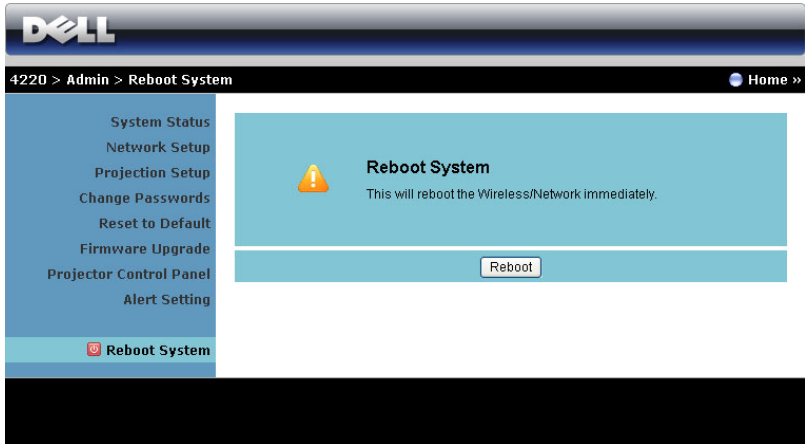 DELL
4220 > Admin > Reboot System
Home »
System Status
Network Setup
Projection Setup
Change Passwords
Reset to Default
Firmware Upgrade
Projector Control Panel
Alert Setting
Reboot System
Reboot System
This will reboot the Wireless/Network immediately.
Reboot